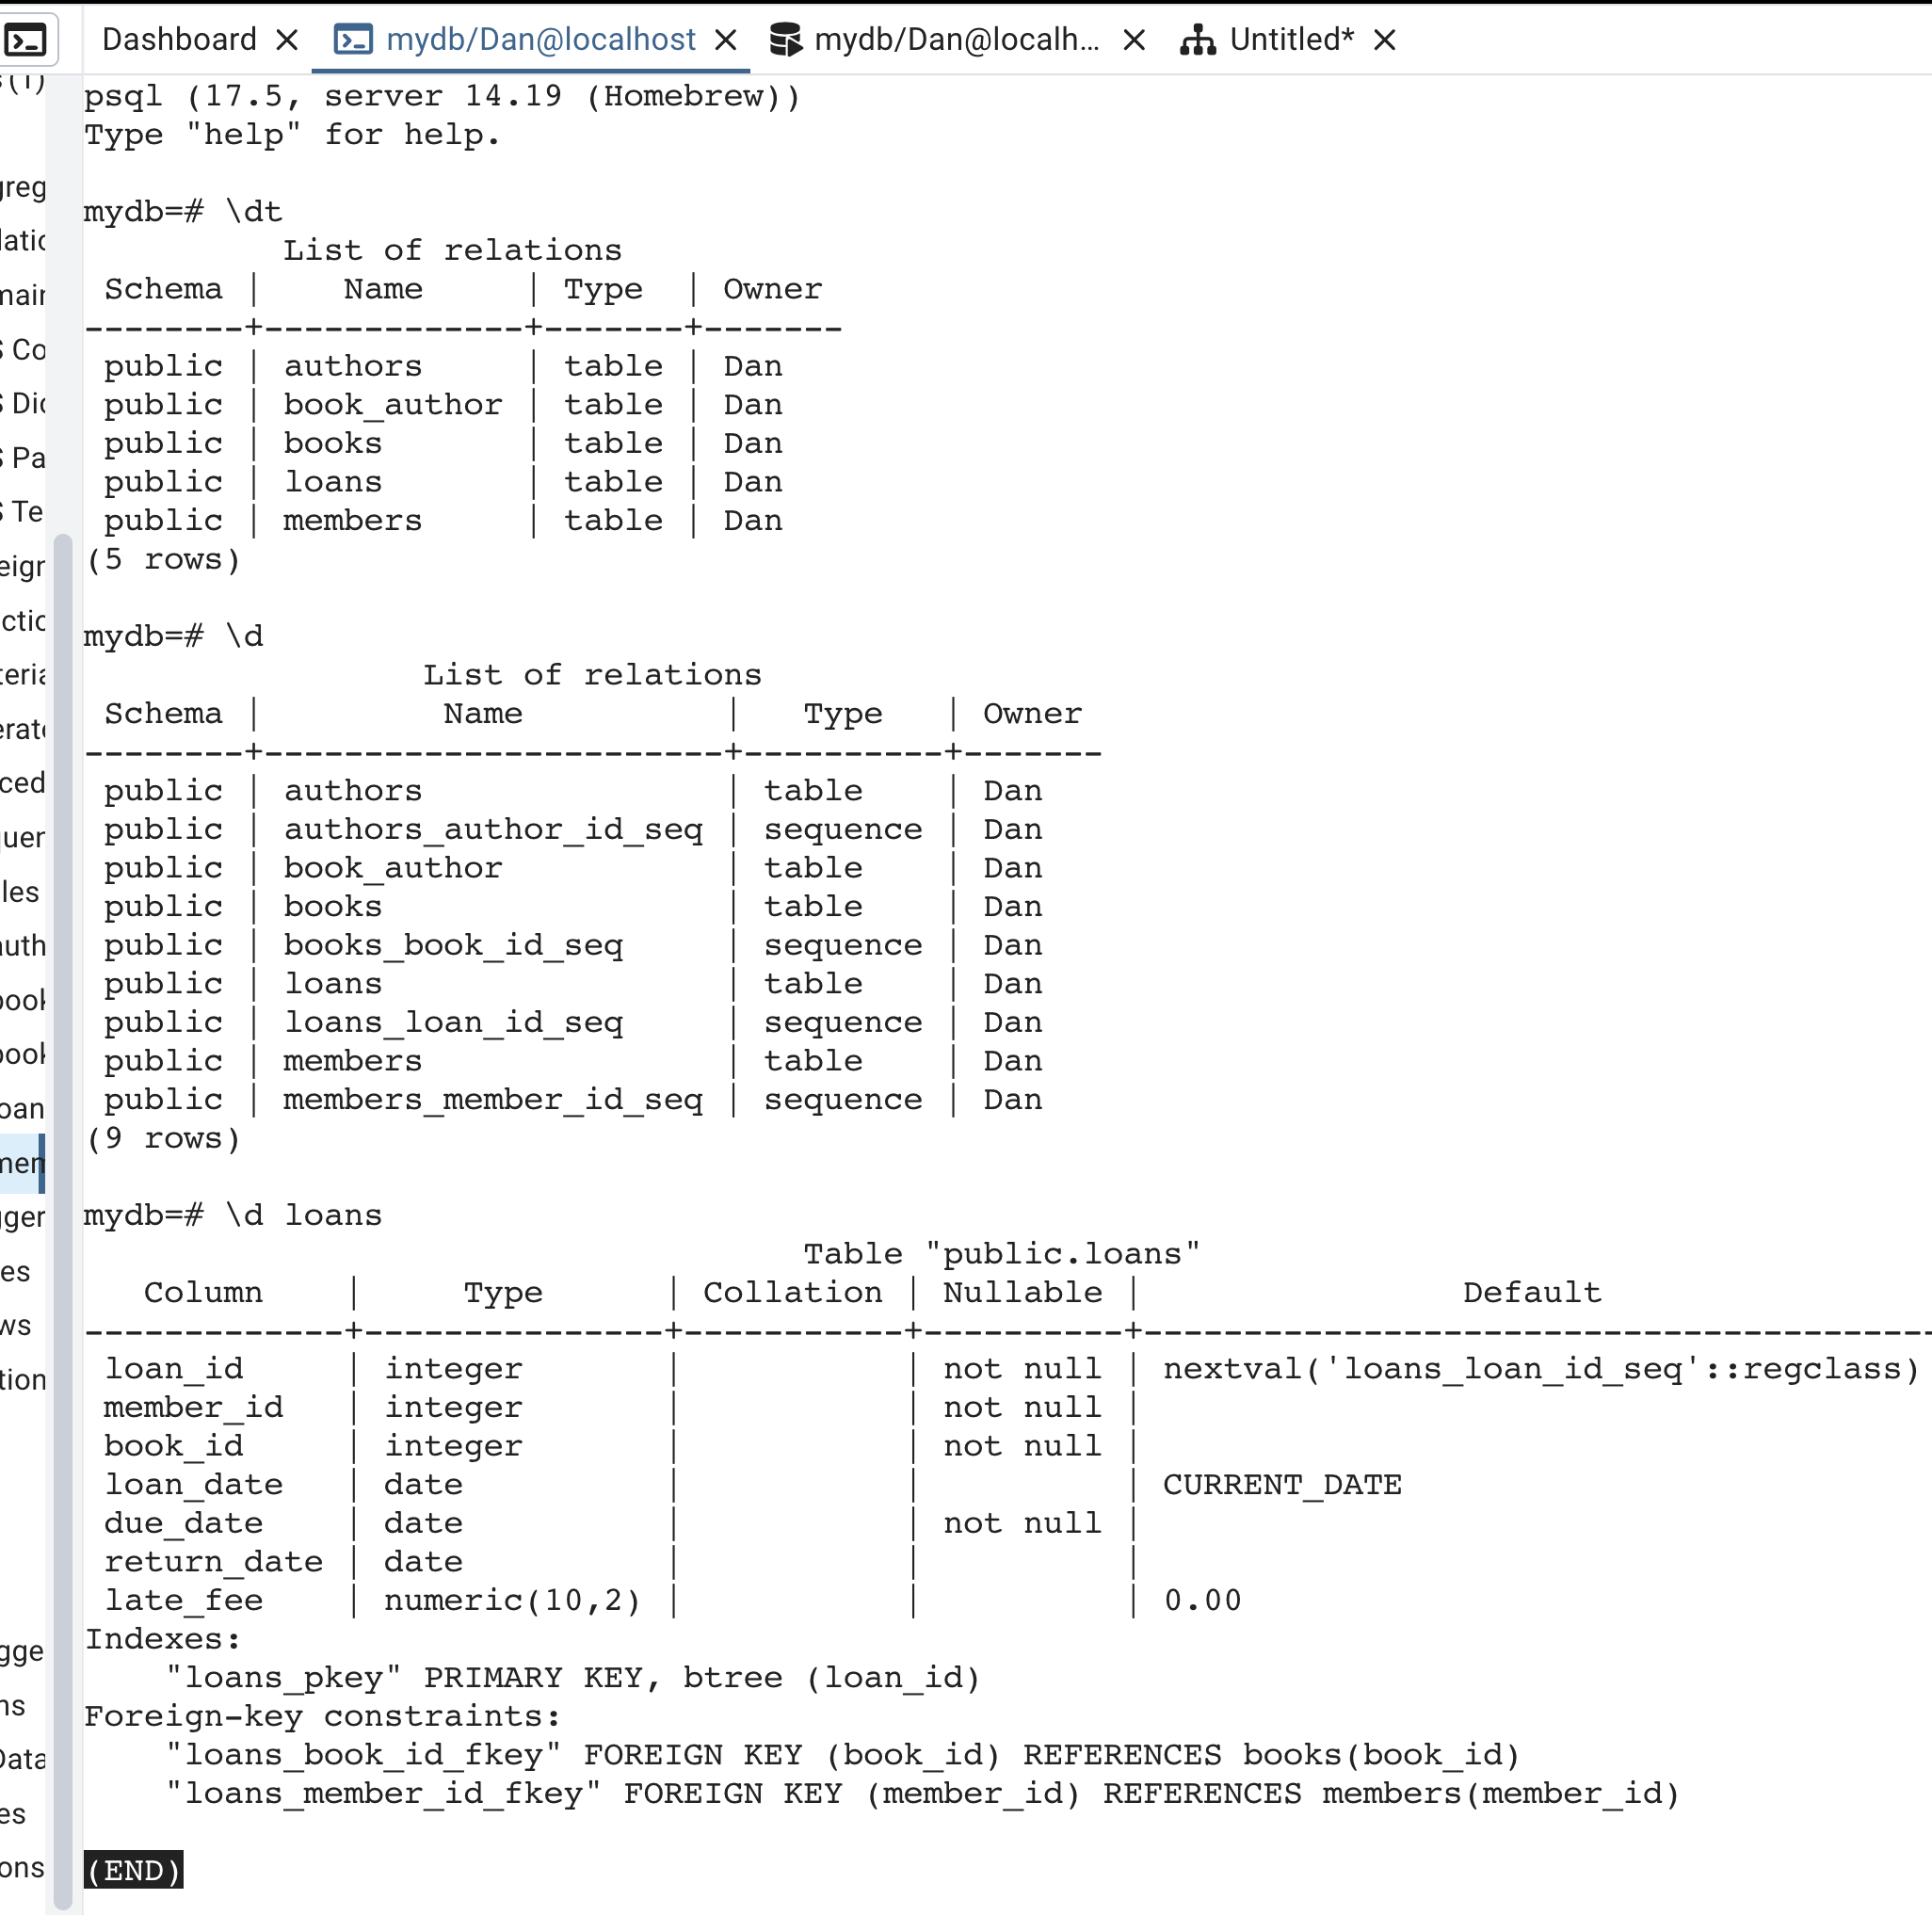 Dashboard mydb/Dan@localhost mydb/Dan@localh... Untitled*
psql (17.5, server 14.19 (Homebrew))
Type "help" for help.
mydb=# \dt
List of relations
Schema | Name | Type | Owner
--------+-------------+-------+-------
public | authors | table | Dan
public | book_author | table | Dan
public | books | table | Dan
public | loans | table | Dan
public | members | table | Dan
(5 rows)
mydb=# \d
List of relations
Schema | Name | Type | Owner
--------+-----------------------+----------+-------
public | authors | table | Dan
public | authors_author_id_seq | sequence | Dan
public | book_author | table | Dan
public | books | table | Dan
public | books_book_id_seq | sequence | Dan
public | loans | table | Dan
public | loans_loan_id_seq | sequence | Dan
public | members | table | Dan
public | members_member_id_seq | sequence | Dan
(9 rows)
mydb=# \d loans
Table "public.loans"
Column | Type | Collation | Nullable | Default
-------------+---------------+-----------+----------+----------------------------------------
loan_id | integer | | not null | nextval('loans_loan_id_seq'::regclass)
member_id | integer | | not null |
book_id | integer | | not null |
loan_date | date | | | CURRENT_DATE
due_date | date | | not null |
return_date | date | | |
late_fee | numeric(10,2) | | | 0.00
Indexes:
"loans_pkey" PRIMARY KEY, btree (loan_id)
Foreign-key constraints:
"loans_book_id_fkey" FOREIGN KEY (book_id) REFERENCES books(book_id)
"loans_member_id_fkey" FOREIGN KEY (member_id) REFERENCES members(member_id)
(END)